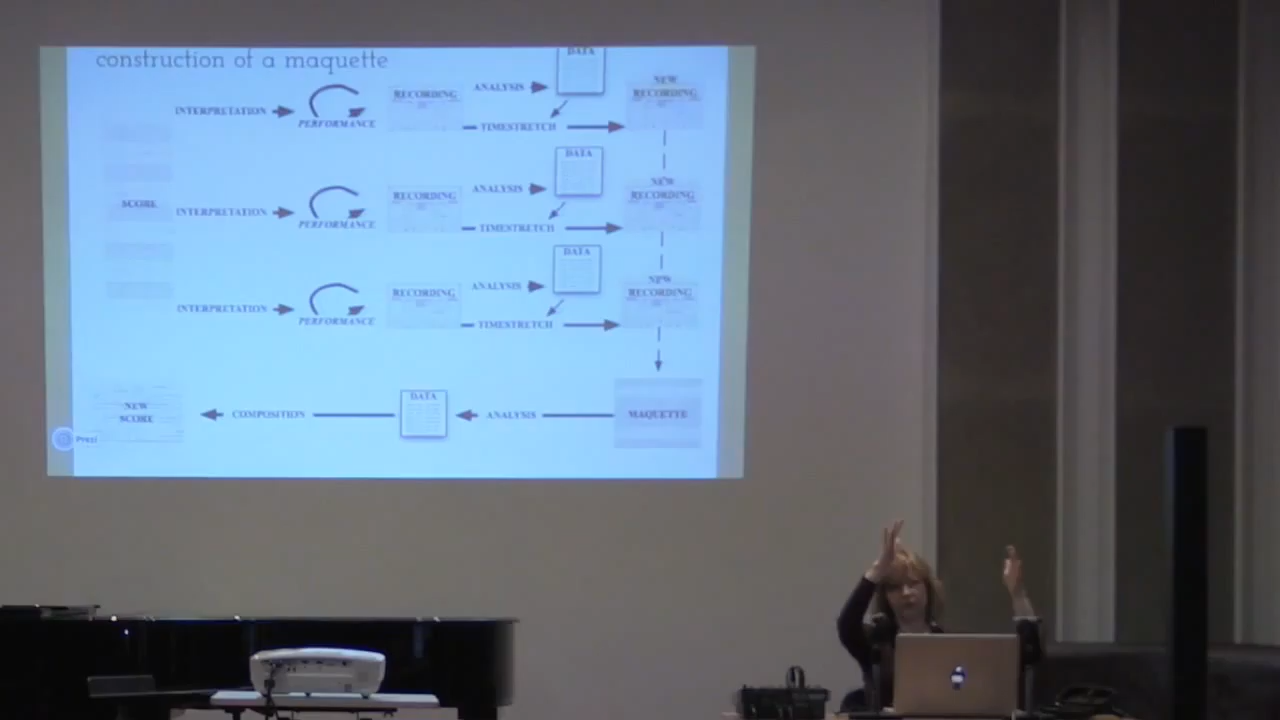 construction of a maquette
DATA
ANALYSIS
NEW
RECORDING
RECORDING
INTERPRETATION
PERFORMANCE
TIMESTRETCH
DATA
ANALYSIS
NEW
RECORDING
RECORDING
SCORE
INTERPRETATION
PERFORMANCE
TIMESTRETCH
DATA
ANALYSIS
NEW
RECORDING
RECORDING
INTERPRETATION
PERFORMANCE
TIMESTRETCH
NEW
SCORE
COMPOSITION
DATA
ANALYSIS
MAQUETTE
Prezi